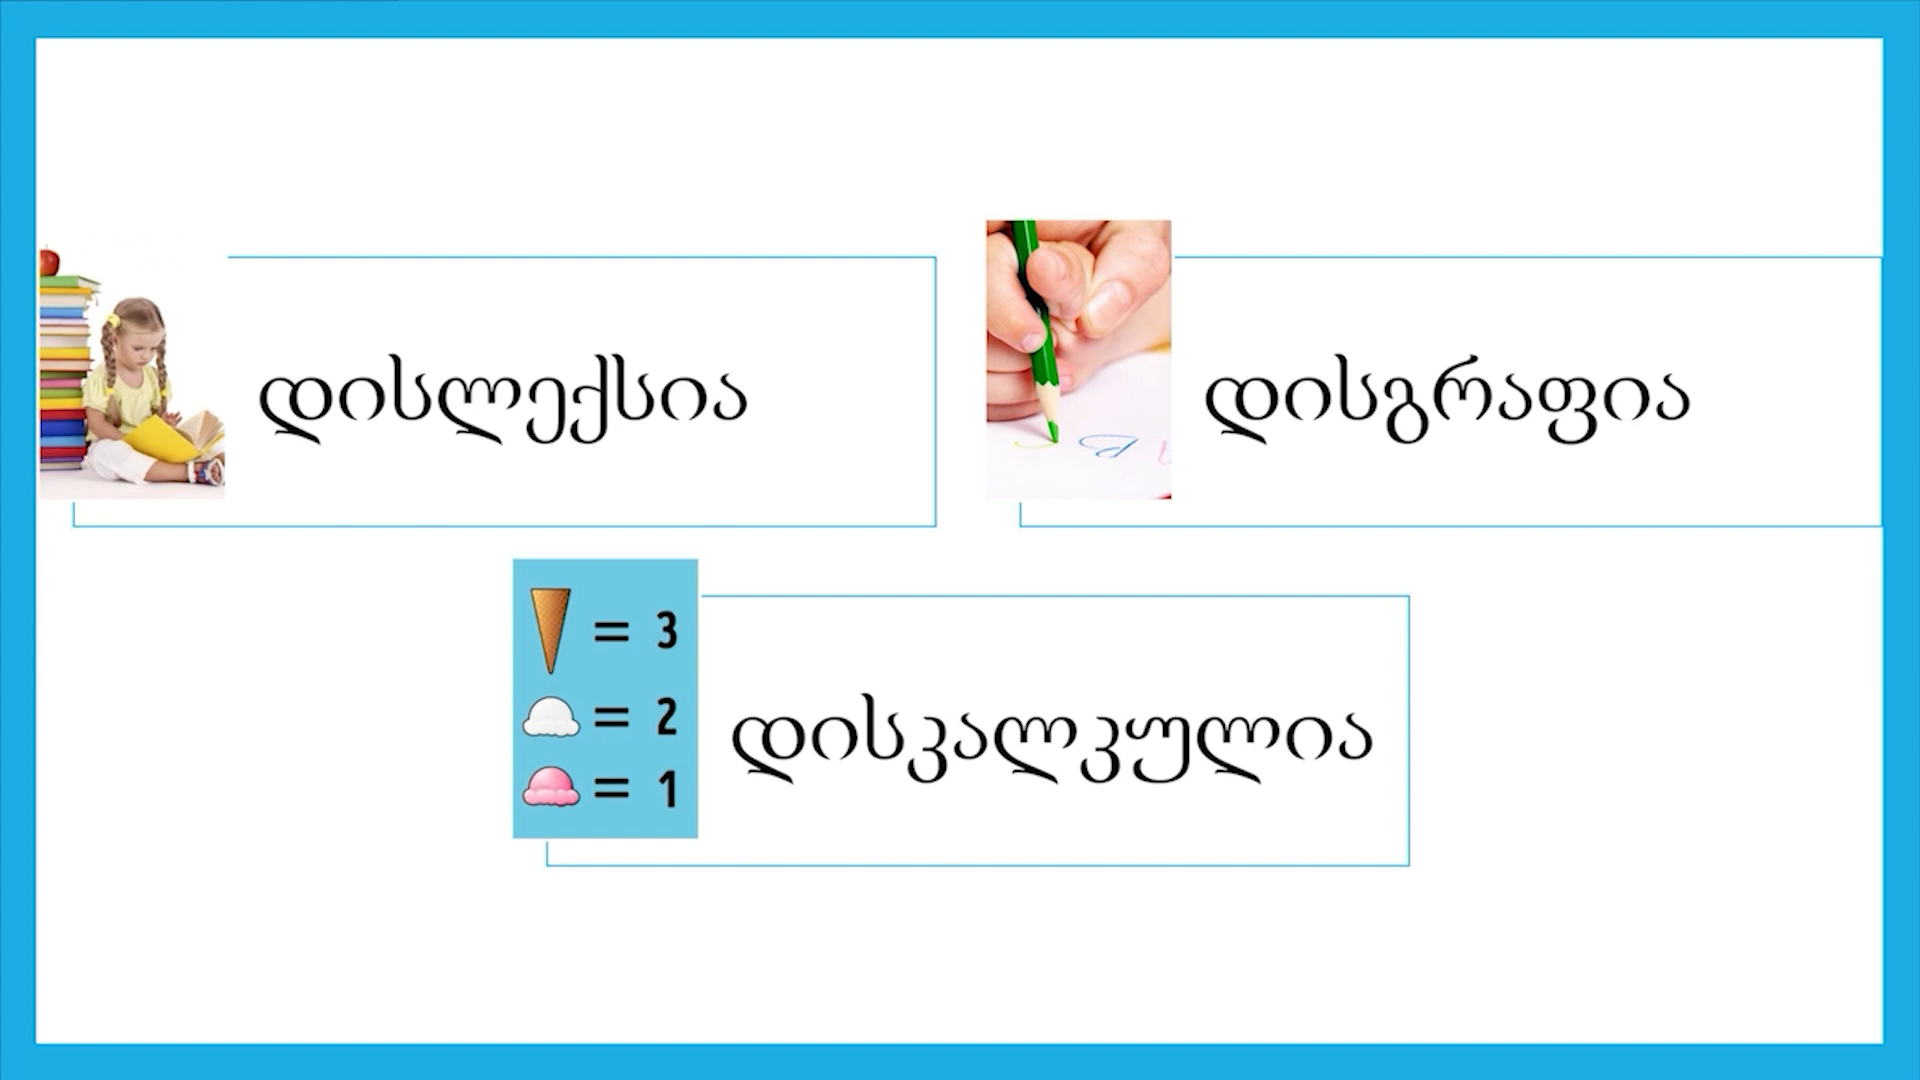 დისლექსია
დისგრაფია
= 3
= 2
= 1
დისკალკულია